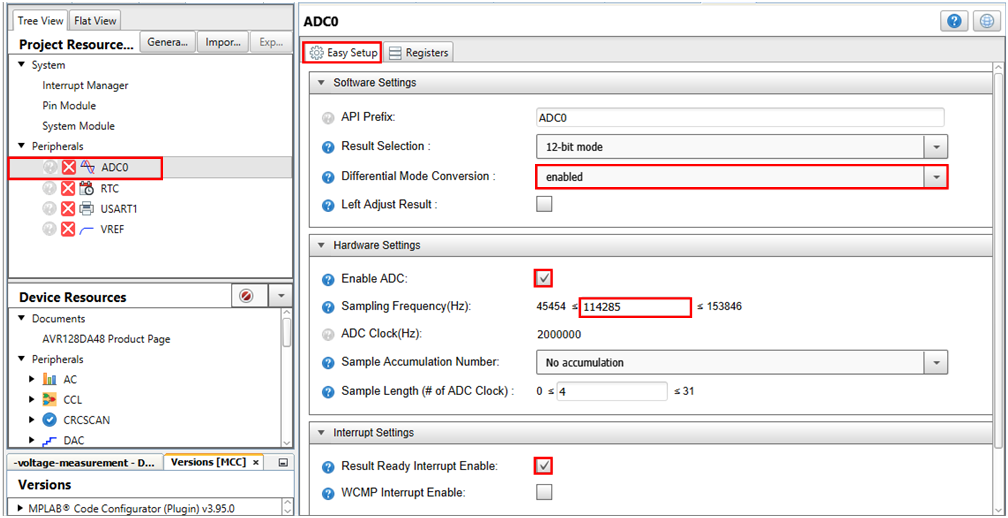 Tree View Flat View
Project Resource... Genera... Impor... Exp...
System
Interrupt Manager
Pin Module
System Module
Peripherals
ADC0
RTC
USART1
VREF
Device Resources
Documents
AVR128DA48 Product Page
Peripherals
AC
CCL
CRCSCAN
DAC
-voltage-measurement - D... Versions [MCC] ×
Versions
MPLAB® Code Configurator (Plugin) v3.95.0
ADC0
Easy Setup Registers
Software Settings
API Prefix: ADC0
Result Selection : 12-bit mode
Differential Mode Conversion : enabled
Left Adjust Result :
Hardware Settings
Enable ADC:
Sampling Frequency(Hz): 45454 ≤ 114285 ≤ 153846
ADC Clock(Hz): 2000000
Sample Accumulation Number: No accumulation
Sample Length (# of ADC Clock) : 0 ≤ 4 ≤ 31
Interrupt Settings
Result Ready Interrupt Enable:
WCMP Interrupt Enable: